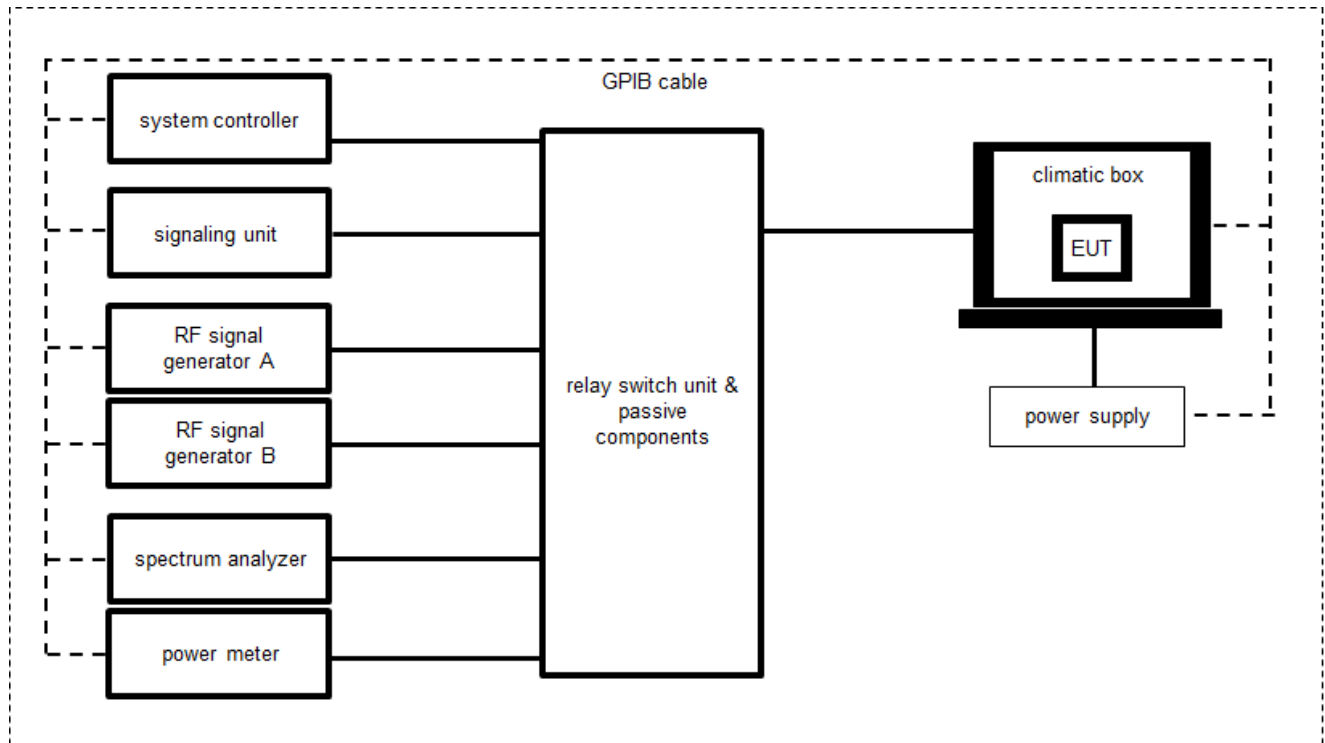 GPIB cable
system controller
signaling unit
RF signal
generator A
RF signal
generator B
spectrum analyzer
power meter
relay switch unit &
passive
components
climatic box
EUT
power supply